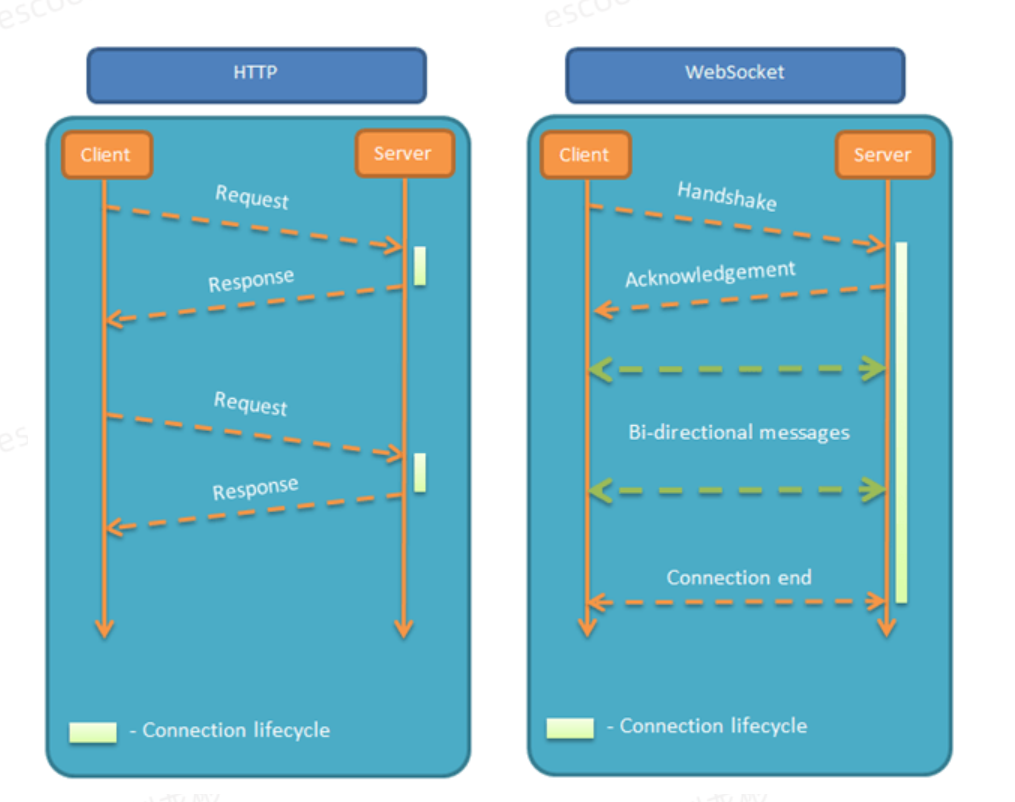 HTTP
Client
Server
Request
Response
Request
Response
- Connection lifecycle
WebSocket
Client
Server
Handshake
Acknowledgement
Bi-directional messages
Connection end
- Connection lifecycle